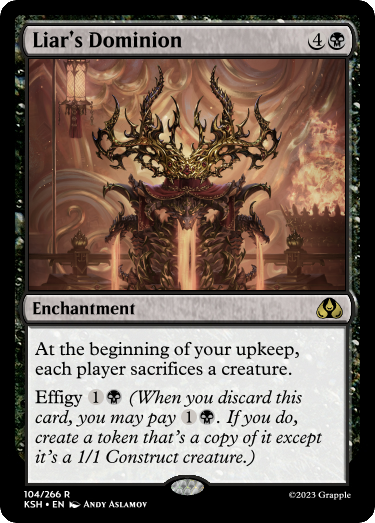 Liar's Dominion 4
Enchantment
At the beginning of your upkeep,
each player sacrifices a creature.
Effigy 1 (When you discard this
card, you may pay 1 . If you do,
create a token that's a copy of it except
it's a 1/1 Construct creature.)
104/266 R
KSH • EN Andy Aslamov
©2023 Grapple